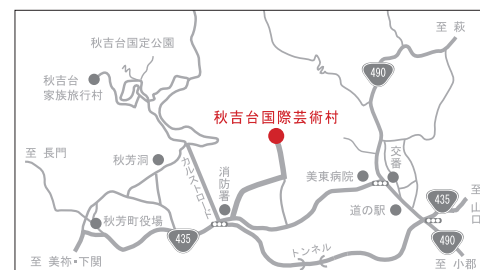 至 萩
秋吉台国定公園
490
秋吉台
家族旅行村
秋吉台国際芸術村
至 長門
秋芳洞
カルストロード
消防署
美東病院
交番
435
至 山口
道の駅
秋芳町役場
435
490
トンネル
至 美祢・下関
至 小郡